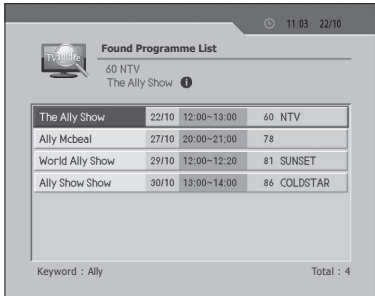 11:03 22/10
Found Programme List
60 NTV
The Ally Show
The Ally Show 22/10 12:00~13:00 60 NTV
Ally Mcbeal 27/10 20:00~21:00 78
World Ally Show 29/10 12:00~12:20 81 SUNSET
Ally Show Show 30/10 13:00~14:00 86 COLDSTAR
Keyword : Ally Total : 4